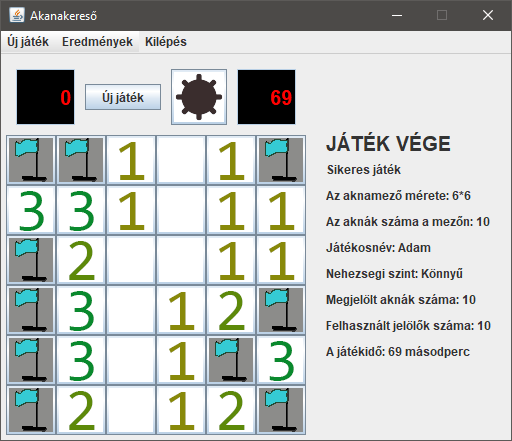 Akanakereső
Új játék Eredmények Kilépés
0 Új játék 69
1 1
3 3 1 1 1
2 1 1
3 1 2
3 1 3
2 1 2
JÁTÉK VÉGE
Sikeres játék
Az aknamező mérete: 6*6
Az aknák száma a mezőn: 10
Játékosnév: Adam
Nehezsegi szint: Könnyű
Megjelölt aknák száma: 10
Felhasznált jelölők száma: 10
A játékidő: 69 másodperc